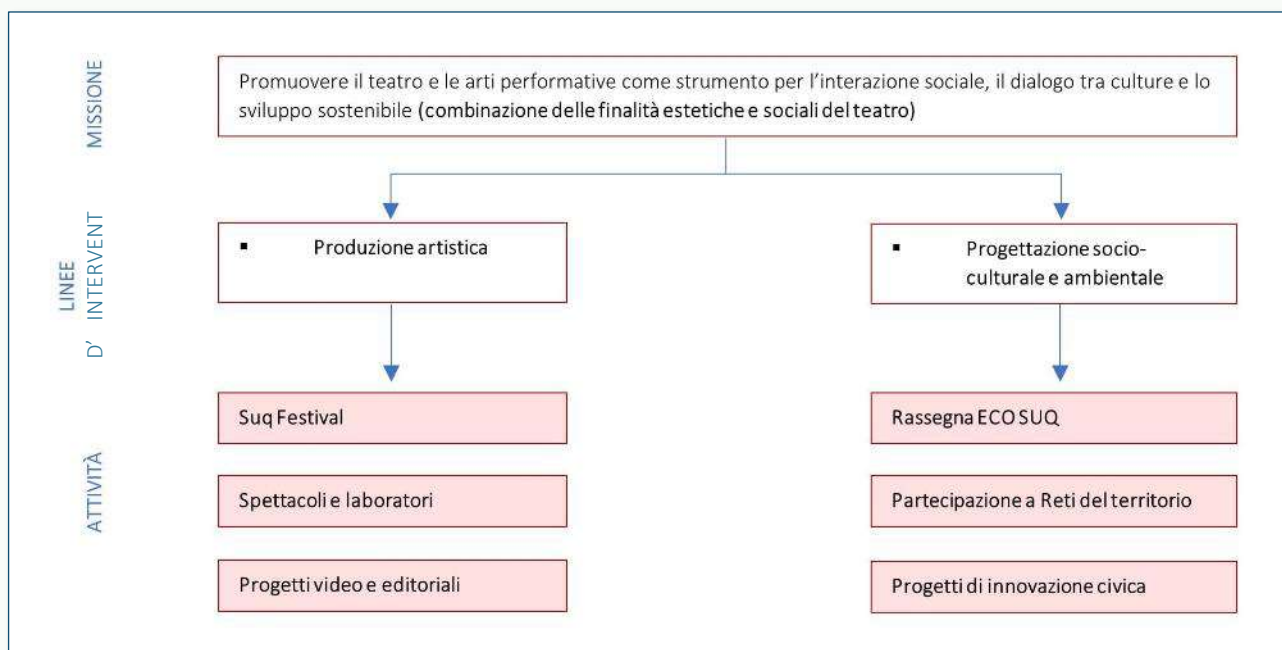 MISSIONE
Promuovere il teatro e le arti performative come strumento per l'interazione sociale, il dialogo tra culture e lo
sviluppo sostenibile (combinazione delle finalità estetiche e sociali del teatro)
LINEE
D' INTERVENT
▪ Produzione artistica
▪ Progettazione socio-
culturale e ambientale
ATTIVITÀ
Suq Festival
Rassegna ECO SUQ
Spettacoli e laboratori
Partecipazione a Reti del territorio
Progetti video e editoriali
Progetti di innovazione civica